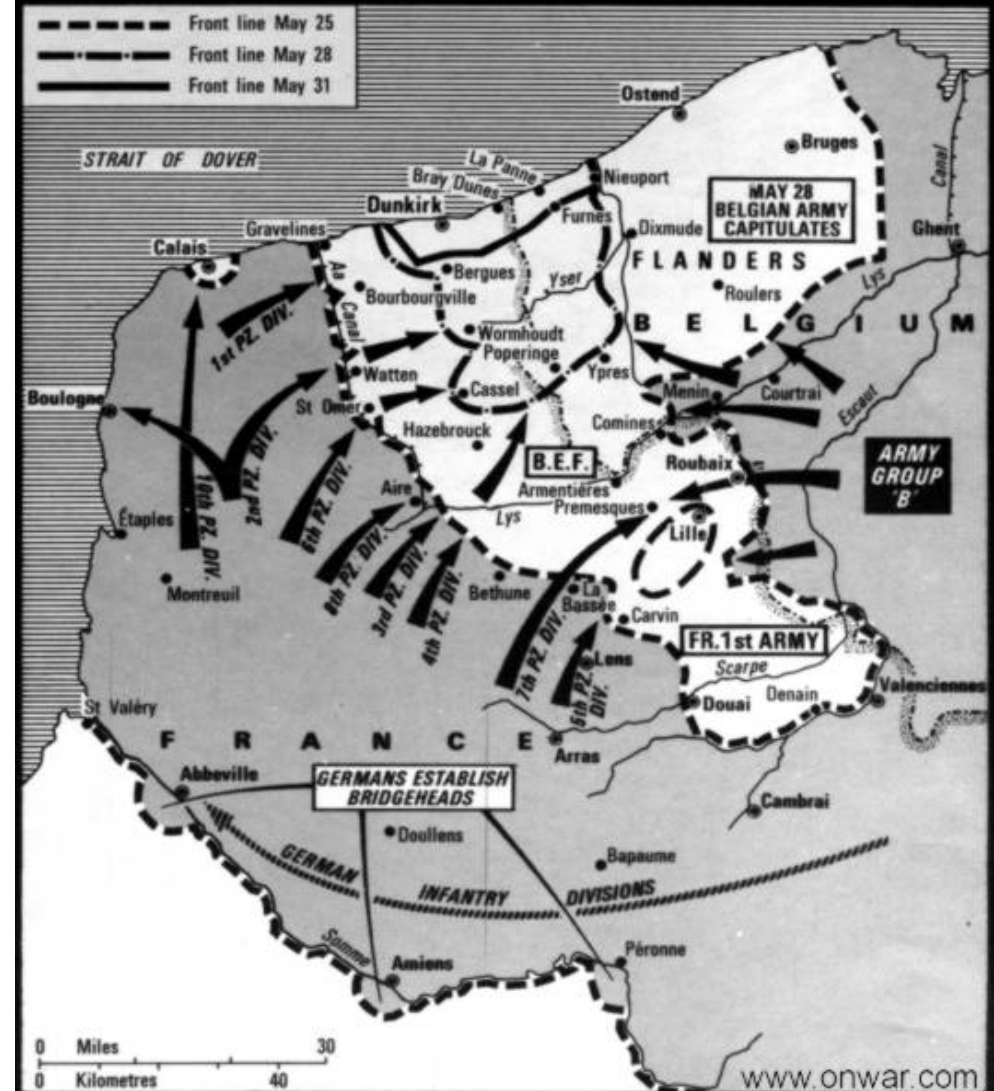 Front line May 25
Front line May 28
Front line May 31
STRAIT OF DOVER
Ostend
Bruges
La Panne
Bray Dunes
Nieuport
Dunkirk
Furnes
MAY 28
BELGIAN ARMY
CAPITULATES
Canal
Gravelines
Dixmude
Ghent
Calais
FLANDERS
Bergues
Aa
Canal
Bourbourgville
Yser
Roulers
Lys
1st PZ. DIV.
BELGIUM
Wormhoudt
Poperinge
Ypres
Watten
Cassel
Menin
Courtrai
Boulogne
St Omer
Comines
Escaut
Hazebrouck
B.E.F.
Roubaix
ARMY
GROUP
'B'
2nd PZ. DIV.
10th PZ. DIV.
6th PZ. DIV.
Aire
Armentières
Premesques
Étaples
Lys
Lille
8th PZ. DIV.
3rd PZ. DIV.
4th PZ. DIV.
Montreuil
Bethune
La
Bassée
Carvin
7th PZ. DIV.
5th PZ.
DIV.
FR. 1st ARMY
Lens
Scarpe
Douai
Denain
Valenciennes
St Valéry
FRANCE
Arras
Abbeville
GERMANS ESTABLISH
BRIDGEHEADS
Cambrai
Doullens
Bapaume
GERMAN INFANTRY DIVISIONS
Somme
Amiens
Péronne
0 Miles 30
0 Kilometres 40
www.onwar.com